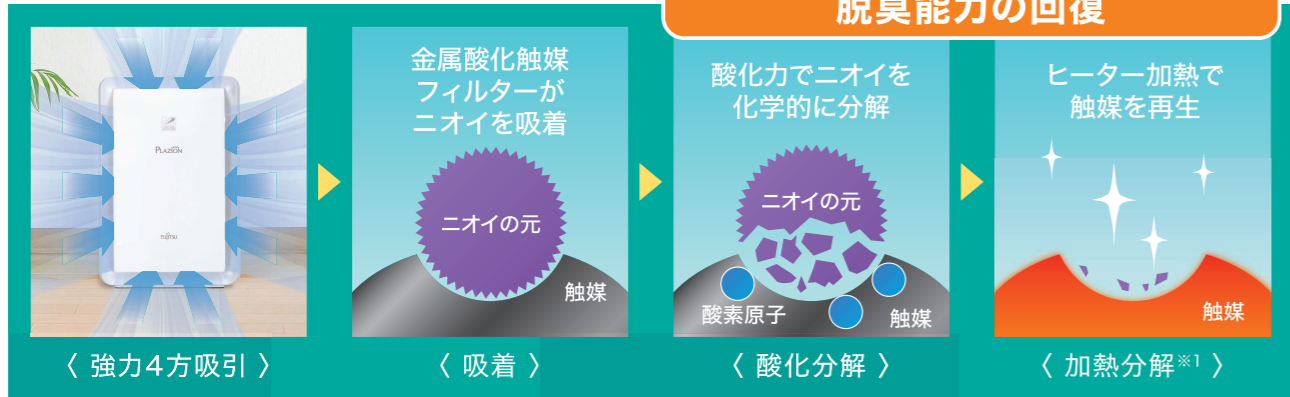 脱臭能力の回復
PLAZION
FUJITSU
〈 強力4方吸引 〉
金属酸化触媒
フィルターが
ニオイを吸着
ニオイの元
触媒
〈 吸着 〉
酸化力でニオイを
化学的に分解
ニオイの元
酸素原子
触媒
〈 酸化分解 〉
ヒーター加熱で
触媒を再生
触媒
〈 加熱分解※1 〉